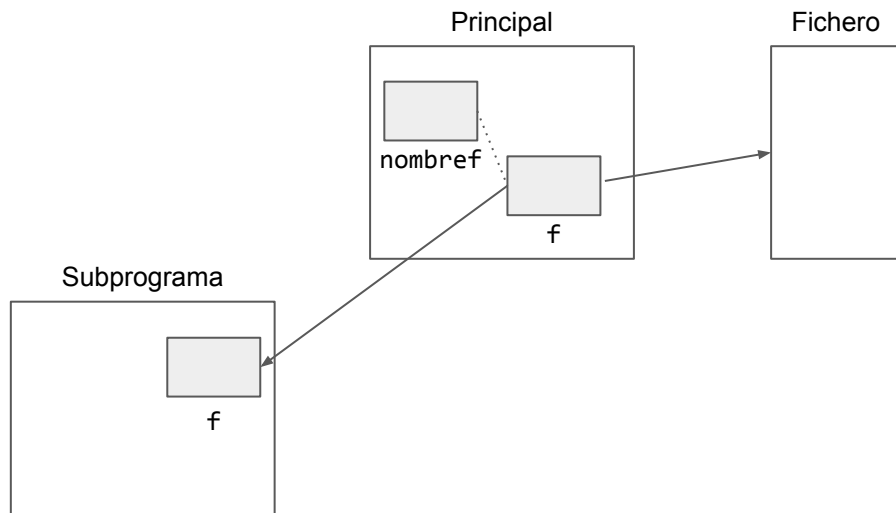 Principal
Fichero
nombref
f
Subprograma
f